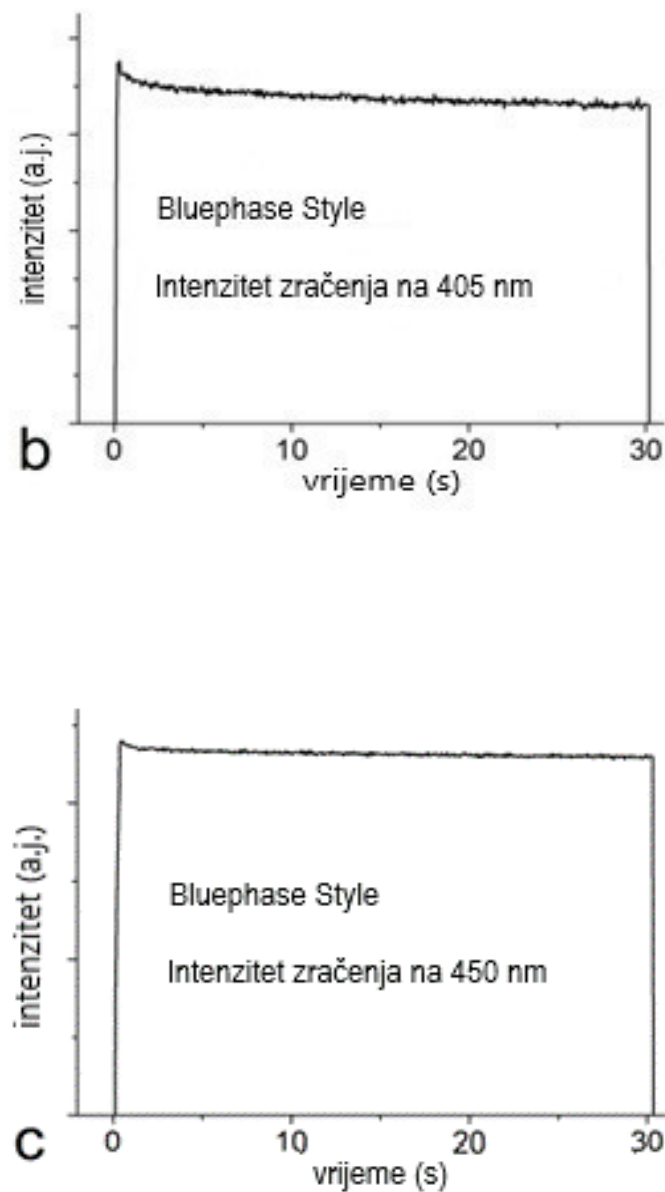 intenzitet (a.j.)
Bluephase Style
Intenzitet zračenja na 405 nm
b
0 10 20 30
vrijeme (s)
intenzitet (a.j.)
Bluephase Style
Intenzitet zračenja na 450 nm
c
0 10 20 30
vrijeme (s)